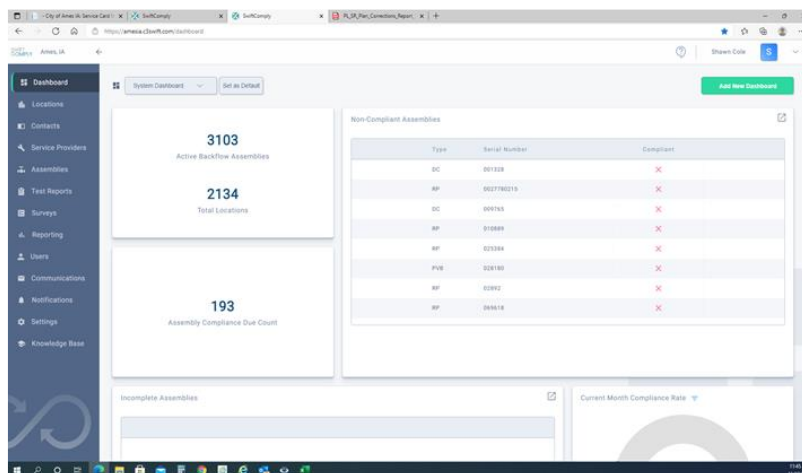 City of Ames IA: Service Card
SwiftComply
SwiftComply
PL_SR_Plan_Corrections_Report
https://amesia.c3swift.com/dashboard
SWIFT COMPLY
Ames, IA
Shawn Cole
S
Dashboard
Locations
Contacts
Service Providers
Assemblies
Test Reports
Surveys
Reporting
Users
Communications
Notifications
Settings
Knowledge Base
System Dashboard
Set as Default
Add New Dashboard
3103
Active Backflow Assemblies
2134
Total Locations
193
Assembly Compliance Due Count
Non-Compliant Assemblies
Type Serial Number Compliant
DC 001328
RP 0027780215
DC 009765
RP 010889
RP 025384
PVB 028180
RP 02892
RP 069618
Incomplete Assemblies
Current Month Compliance Rate